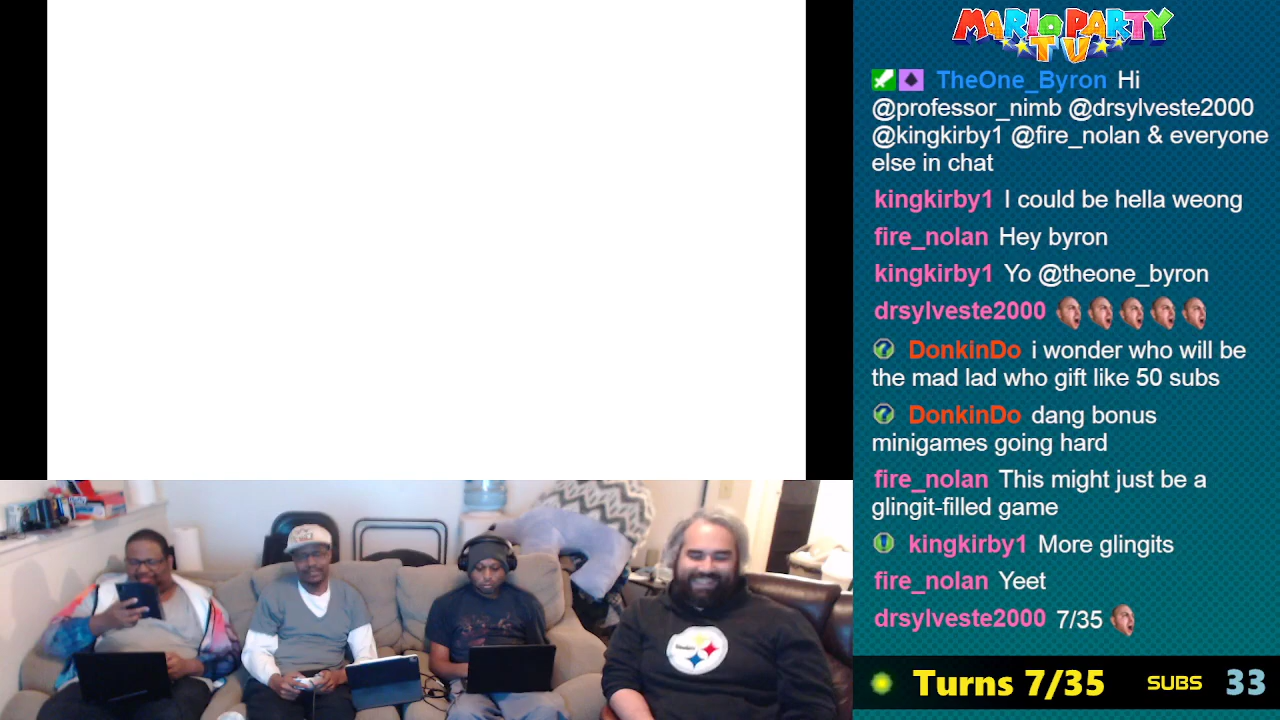 MARIO PARTY
TV
TheOne_Byron Hi
@professor_nimb @drsylveste2000
@kingkirby1 @fire_nolan & everyone
else in chat
kingkirby1 I could be hella weong
fire_nolan Hey byron
kingkirby1 Yo @theone_byron
drsylveste2000
DonkinDo i wonder who will be
the mad lad who gift like 50 subs
DonkinDo dang bonus
minigames going hard
fire_nolan This might just be a
glingit-filled game
kingkirby1 More glingits
fire_nolan Yeet
drsylveste2000 7/35
Steelers
Turns 7/35 SUBS 33